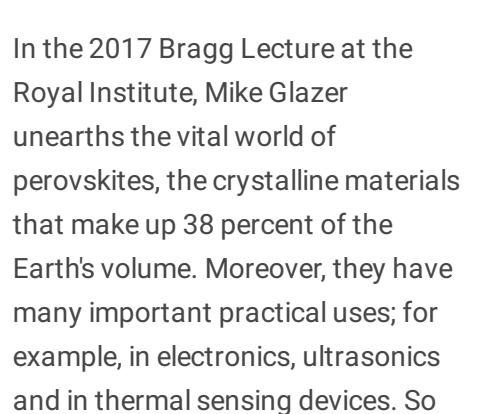 In the 2017 Bragg Lecture at the
Royal Institute, Mike Glazer
unearths the vital world of
perovskites, the crystalline materials
that make up 38 percent of the
Earth's volume. Moreover, they have
many important practical uses; for
example, in electronics, ultrasonics
and in thermal sensing devices. So